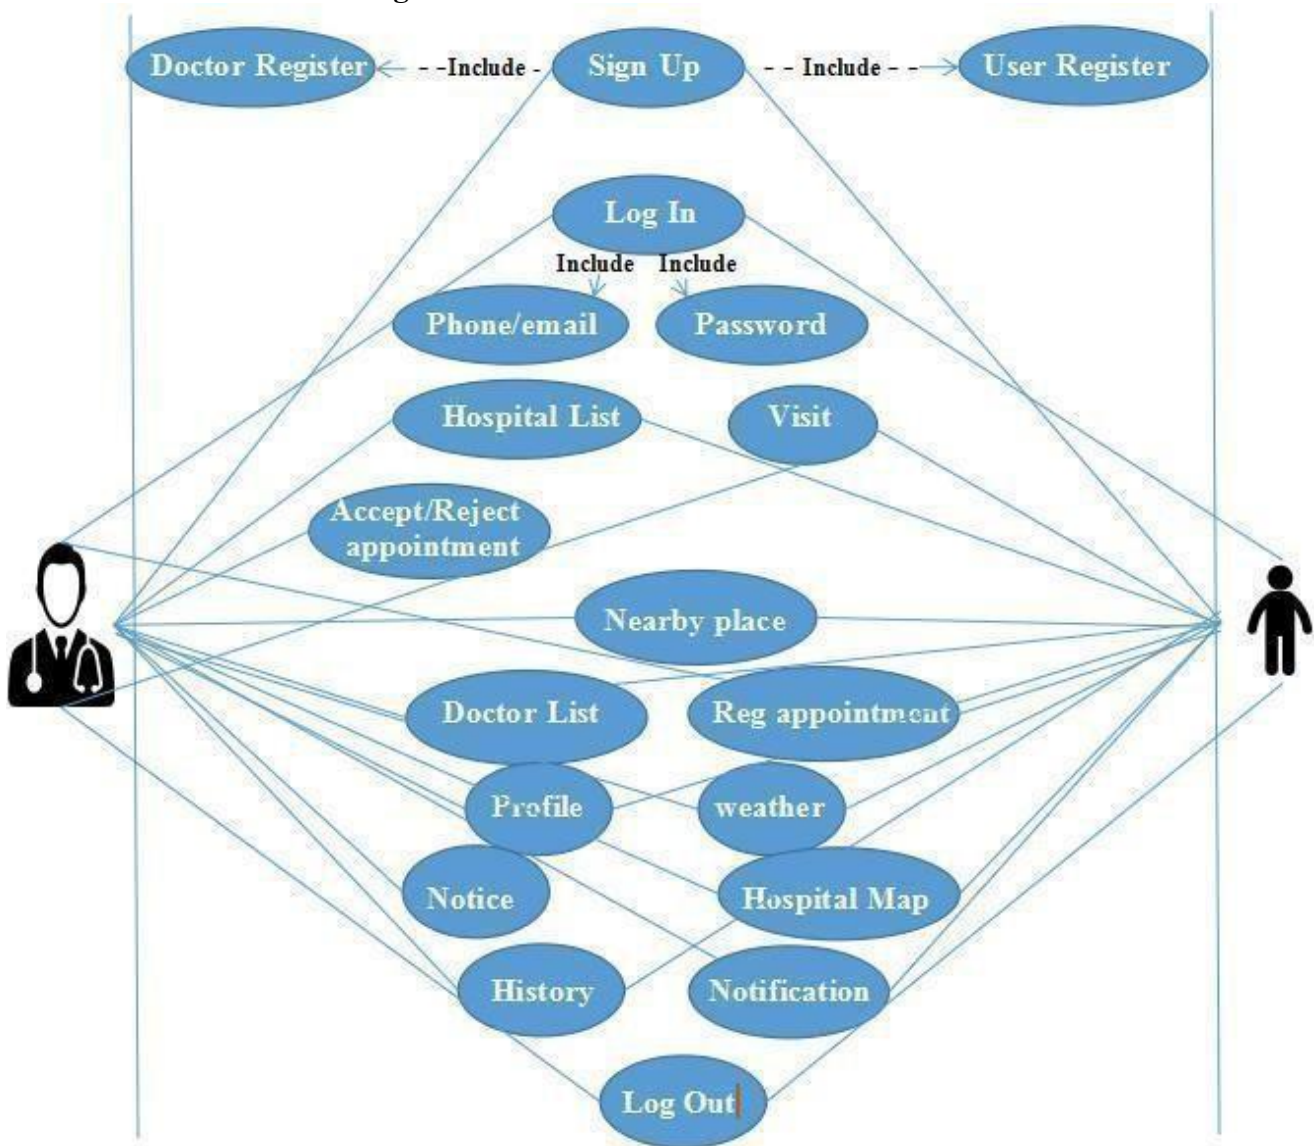 Doctor Register
--Include -
Sign Up
-- Include --
User Register
Log In
Include
Include
Phone/email
Password
Hospital List
Visit
Accept/Reject
appointment
Nearby place
Doctor List
Reg appointment
Profile
weather
Notice
Hospital Map
History
Notification
Log Out